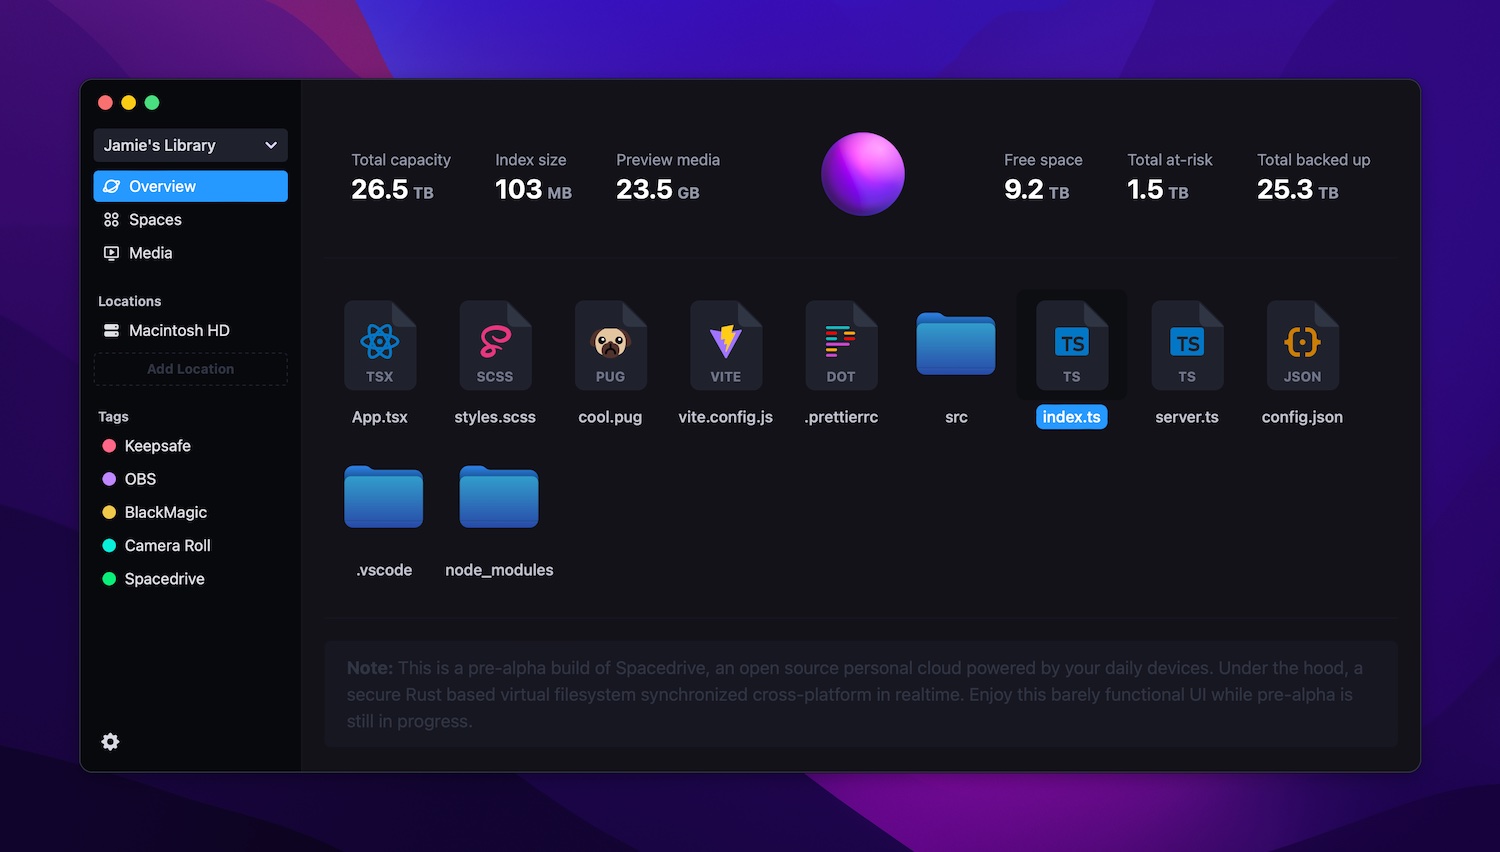 Jamie's Library
Overview
Spaces
Media
Locations
Macintosh HD
Add Location
Tags
Keepsafe
OBS
BlackMagic
Camera Roll
Spacedrive
Total capacity
26.5 TB
Index size
103 MB
Preview media
23.5 GB
Free space
9.2 TB
Total at-risk
1.5 TB
Total backed up
25.3 TB
TSX
App.tsx
SCSS
styles.scss
PUG
cool.pug
VITE
vite.config.js
DOT
.prettierrc
src
TS
TS
index.ts
TS
TS
server.ts
JSON
config.json
.vscode
node_modules
Note: This is a pre-alpha build of Spacedrive, an open source personal cloud powered by your daily devices. Under the hood, a
secure Rust based virtual filesystem synchronized cross-platform in realtime. Enjoy this barely functional UI while pre-alpha is
still in progress.